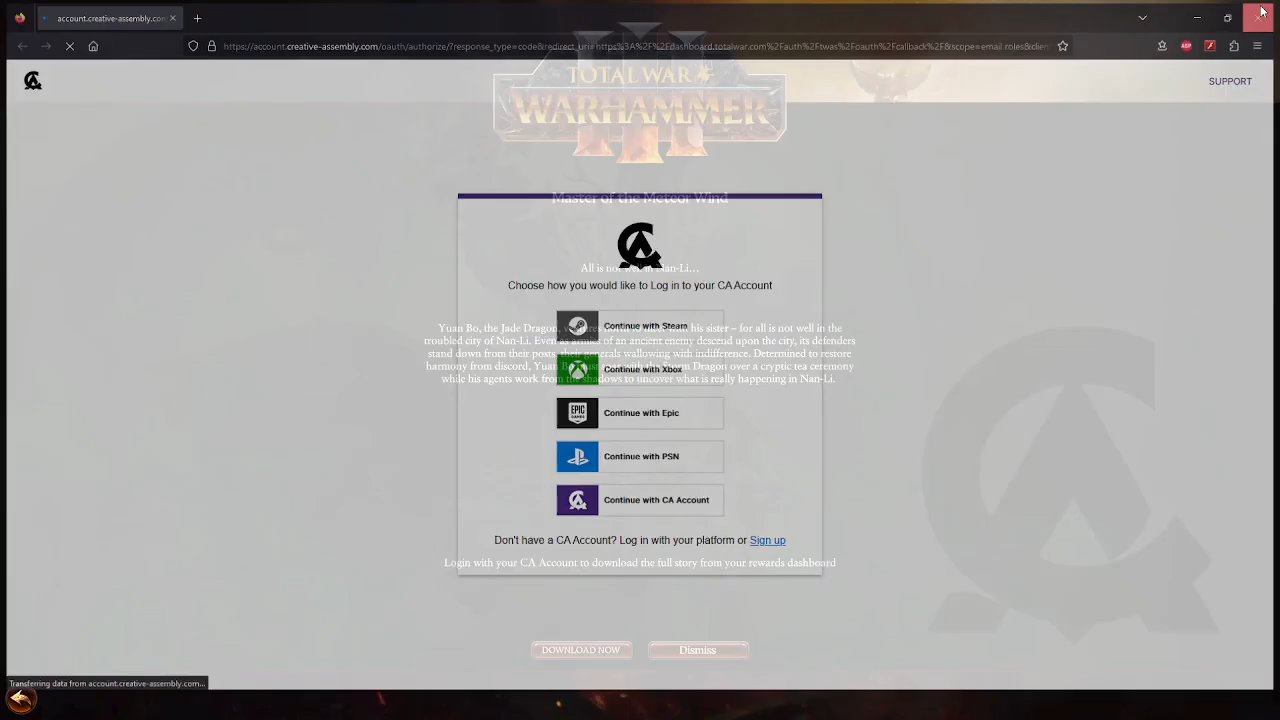 account.creative-assembly.com
https://account.creative-assembly.com/oauth/authorize/?response_type=code&redirect_uri=https%3A%2F%2Fdashboard.totalwar.com%2Fauth%2Ftwas%2Foauth%2Fcallback%2F&scope=email roles&clie
ABP
SUPPORT
TOTAL WAR
WARHAMMER
III
Master of the Meteor Wind
All is not well in Nan-Li…
Choose how you would like to Log in to your CA Account
Continue with Steam
Yuan Bo, the Jade Dragon, his sister – for all is not well in the
troubled city of Nan-Li. Even as armies of an ancient enemy descend upon the city, its defenders
stand down from their posts, their generals wallowing with indifference. Determined to restore
harmony from discord, Yuan Dragon over a cryptic tea ceremony
Continue with Xbox
while his agents work from the shadows to uncover what is really happening in Nan-Li.
EPIC GAMES
Continue with Epic
Continue with PSN
Continue with CA Account
Don't have a CA Account? Log in with your platform or Sign up
Login with your CA Account to download the full story from your rewards dashboard
DOWNLOAD NOW
Dismiss
Transferring data from account.creative-assembly.com...